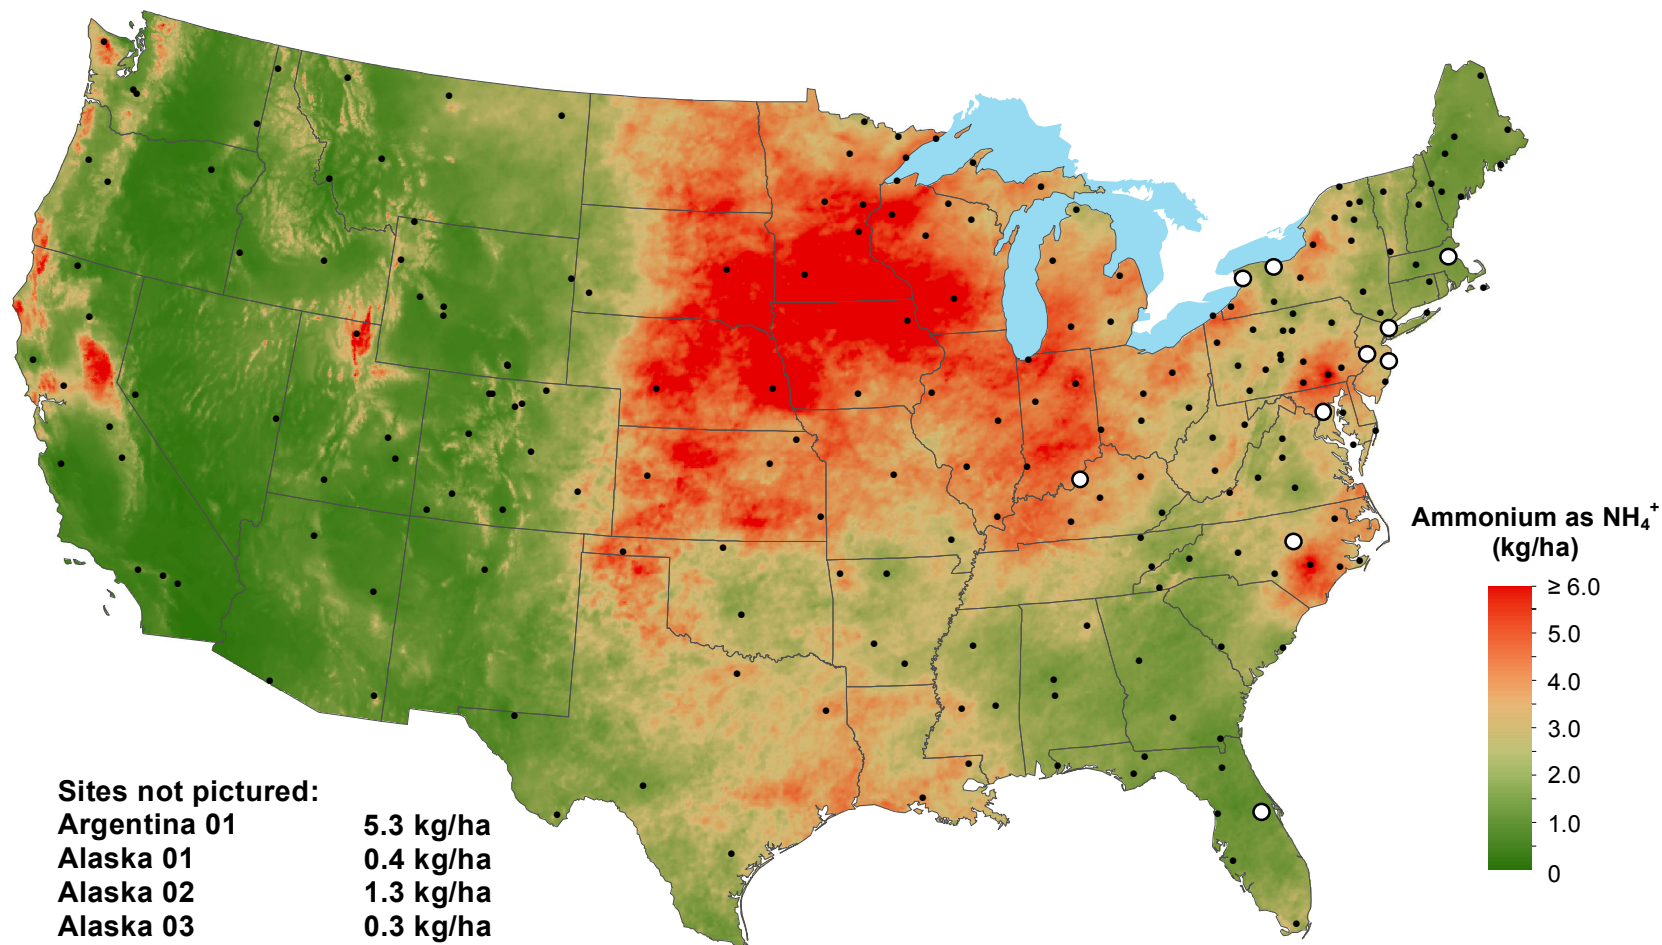 Ammonium as NH₄⁺
(kg/ha)
≥ 6.0
5.0
4.0
3.0
2.0
1.0
0
Sites not pictured:
Argentina 01 5.3 kg/ha
Alaska 01 0.4 kg/ha
Alaska 02 1.3 kg/ha
Alaska 03 0.3 kg/ha